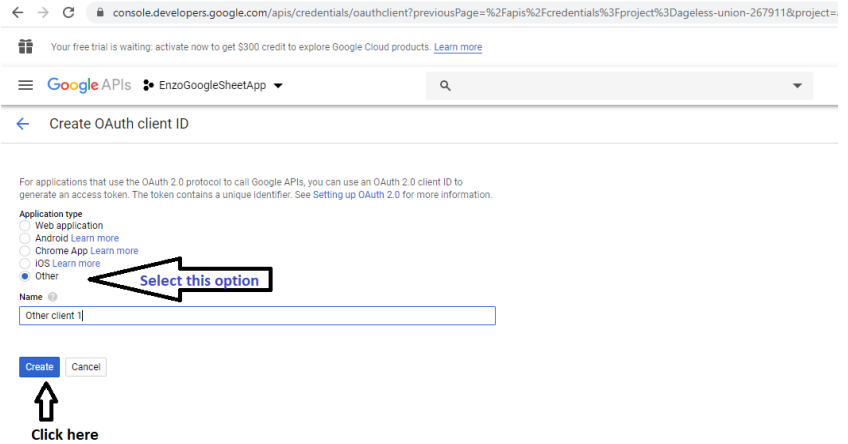 console.developers.google.com/apis/credentials/oauthclient?previousPage=%2Fapis%2Fcredentials%3Fproject%3Dageless-union-267911&project=
Your free trial is waiting: activate now to get $300 credit to explore Google Cloud products. Learn more
Google APIs EnzoGoogleSheetApp
Create OAuth client ID
For applications that use the OAuth 2.0 protocol to call Google APIs, you can use an OAuth 2.0 client ID to
generate an access token. The token contains a unique identifier. See Setting up OAuth 2.0 for more information.
Application type
Web application
Android Learn more
Chrome App Learn more
iOS Learn more
Other
Select this option
Name
Other client 1
Create Cancel
Click here